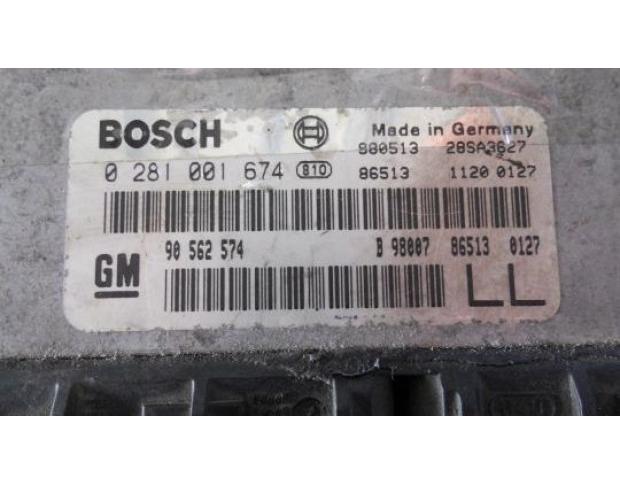 BOSCH Made in Germany
880513 28SA3627
0 281 001 674 810 86513 1120 0127
GM 90 562 574 B 98007 86513 0127
LL